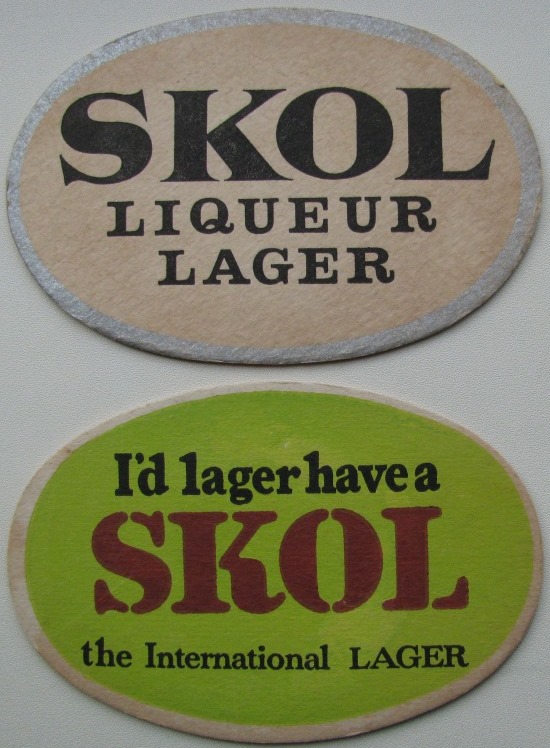 SKOL
LIQUEUR
LAGER
I'd lager have a
SKOL
the International LAGER